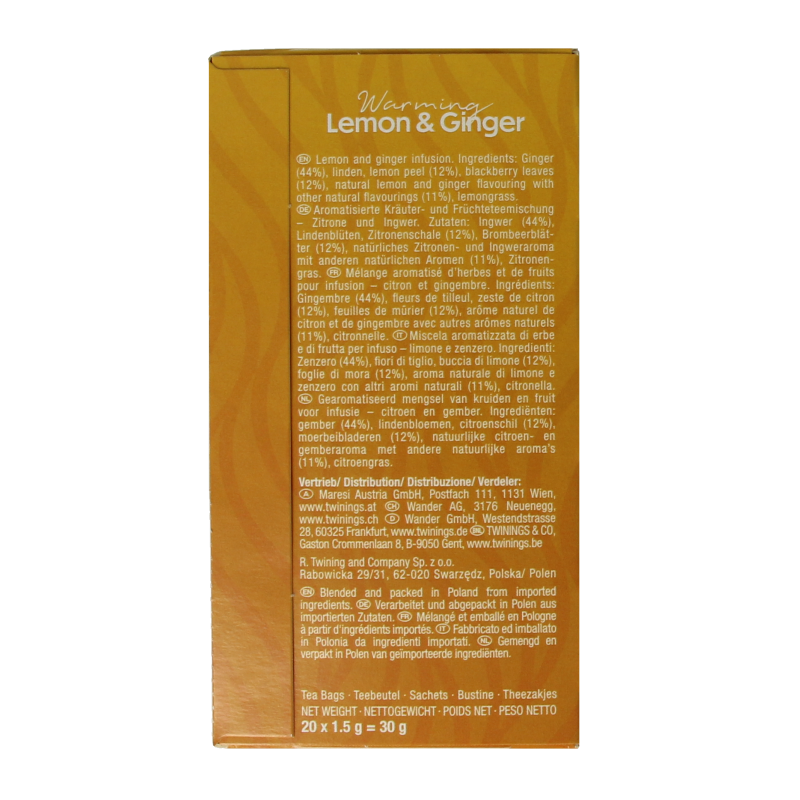 Warming
Lemon & Ginger
EN Lemon and ginger infusion. Ingredients: Ginger
(44%), linden, lemon peel (12%), blackberry leaves
(12%), natural lemon and ginger flavouring with
other natural flavourings (11%), lemongrass.
DE Aromatisierte Kräuter- und Früchteteemischung
– Zitrone und Ingwer. Zutaten: Ingwer (44%),
Lindenblüten, Zitronenschale (12%), Brombeerblät-
ter (12%), natürliches Zitronen- und Ingweraroma
mit anderen natürlichen Aromen (11%), Zitronen-
gras. FR Mélange aromatisé d'herbes et de fruits
pour infusion – citron et gingembre. Ingrédients:
Gingembre (44%), fleurs de tilleul, zeste de citron
(12%), feuilles de mûrier (12%), arôme naturel de
citron et de gingembre avec autres arômes naturels
(11%), citronnelle. IT Miscela aromatizzata di erbe
e di frutta per infuso – limone e zenzero. Ingredienti:
Zenzero (44%), fiori di tiglio, buccia di limone (12%),
foglie di mora (12%), aroma naturale di limone e
zenzero con altri aromi naturali (11%), citronella.
NL Gearomatiseerd mengsel van kruiden en fruit
voor infusie – citroen en gember. Ingrediënten:
gember (44%), lindenbloemen, citroenschil (12%),
moerbeibladeren (12%), natuurlijke citroen- en
gemberaroma met andere natuurlijke aroma's
(11%), citroengras.
Vertrieb/ Distribution/ Distribuzione/ Verdeler:
A Maresi Austria GmbH, Postfach 111, 1131 Wien,
www.twinings.at CH Wander AG, 3176 Neuenegg,
www.twinings.ch D Wander GmbH, Westendstrasse
28, 60325 Frankfurt, www.twinings.de BE TWININGS & CO,
Gaston Crommenlaan 8, B-9050 Gent, www.twinings.be
R. Twining and Company Sp. z o.o.
Rabowicka 29/31, 62-020 Swarzędz, Polska/ Polen
EN Blended and packed in Poland from imported
ingredients. DE Verarbeitet und abgepackt in Polen aus
importierten Zutaten. FR Mélangé et emballé en Pologne
à partir d'ingrédients importés. IT Fabbricato ed imballato
in Polonia da ingredienti importati. NL Gemengd en
verpakt in Polen van geïmporteerde ingrediënten.
Tea Bags · Teebeutel · Sachets · Bustine · Theezakjes
NET WEIGHT · NETTOGEWICHT · POIDS NET · PESO NETTO
20 x 1.5 g = 30 g